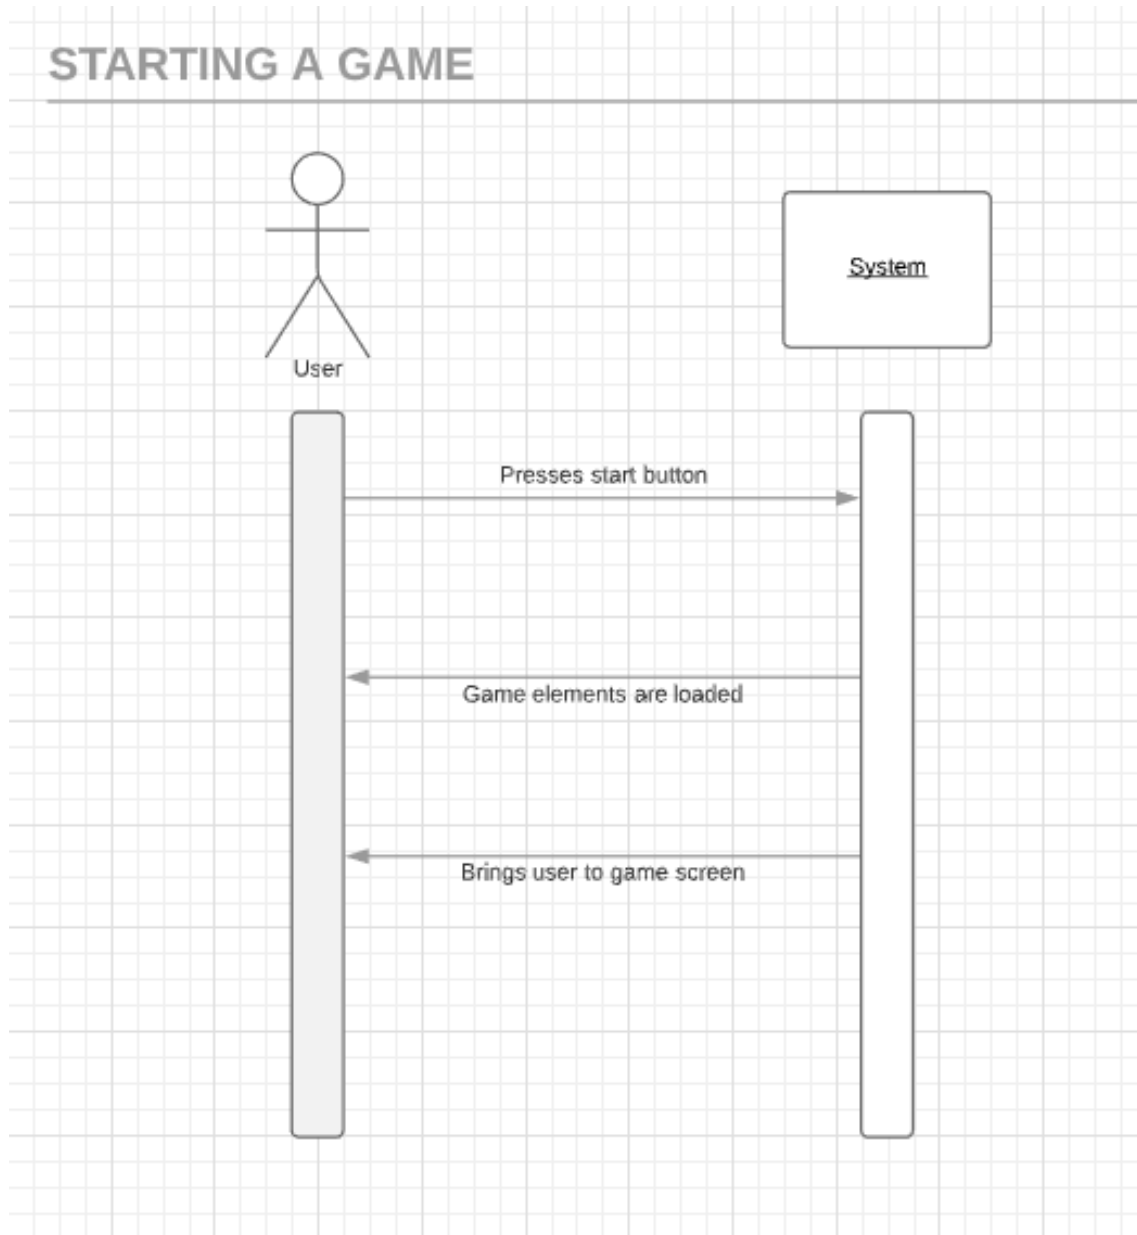 STARTING A GAME
System
User
Presses start button
Game elements are loaded
Brings user to game screen